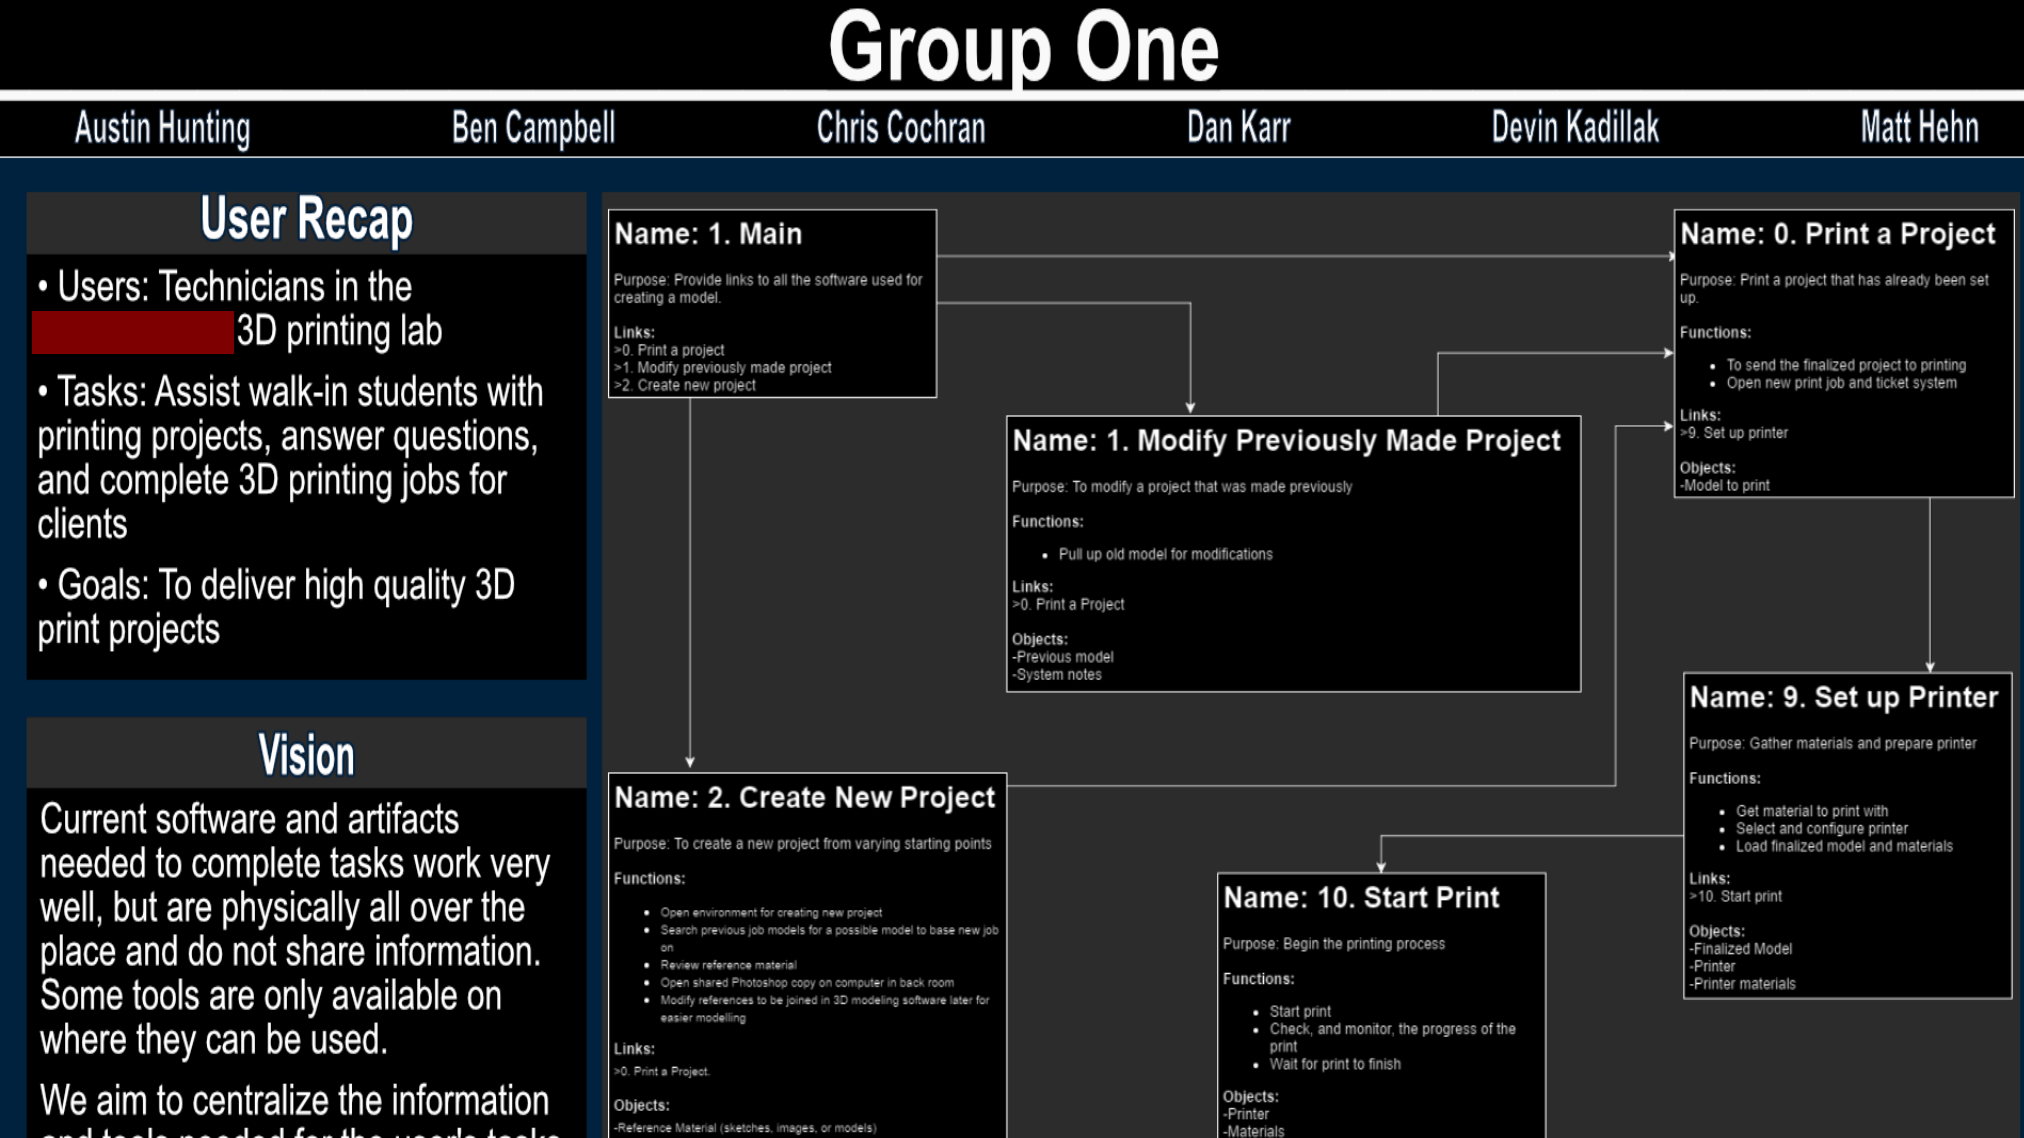 Group One
Austin Hunting Ben Campbell Chris Cochran Dan Karr Devin Kadillak Matt Hehn
User Recap
• Users: Technicians in the
3D printing lab
• Tasks: Assist walk-in students with
printing projects, answer questions,
and complete 3D printing jobs for
clients
• Goals: To deliver high quality 3D
print projects
Vision
Current software and artifacts
needed to complete tasks work very
well, but are physically all over the
place and do not share information.
Some tools are only available on
where they can be used.
We aim to centralize the information
and tools needed for the user's tasks
Name: 1. Main
Purpose: Provide links to all the software used for
creating a model.
Links:
>0. Print a project
>1. Modify previously made project
>2. Create new project
Name: 0. Print a Project
Purpose: Print a project that has already been set
up.
Functions:
• To send the finalized project to printing
• Open new print job and ticket system
Links:
>9. Set up printer
Objects:
-Model to print
Name: 1. Modify Previously Made Project
Purpose: To modify a project that was made previously
Functions:
• Pull up old model for modifications
Links:
>0. Print a Project
Objects:
-Previous model
-System notes
Name: 9. Set up Printer
Purpose: Gather materials and prepare printer
Functions:
• Get material to print with
• Select and configure printer
• Load finalized model and materials
Links:
>10. Start print
Objects:
-Finalized Model
-Printer
-Printer materials
Name: 2. Create New Project
Purpose: To create a new project from varying starting points
Functions:
• Open environment for creating new project
• Search previous job models for a possible model to base new job
on
• Review reference material
• Open shared Photoshop copy on computer in back room
• Modify references to be joined in 3D modeling software later for
easier modelling
Links:
>0. Print a Project.
Objects:
-Reference Material (sketches, images, or models)
Name: 10. Start Print
Purpose: Begin the printing process
Functions:
• Start print
• Check, and monitor, the progress of the
print
• Wait for print to finish
Objects:
-Printer
-Materials